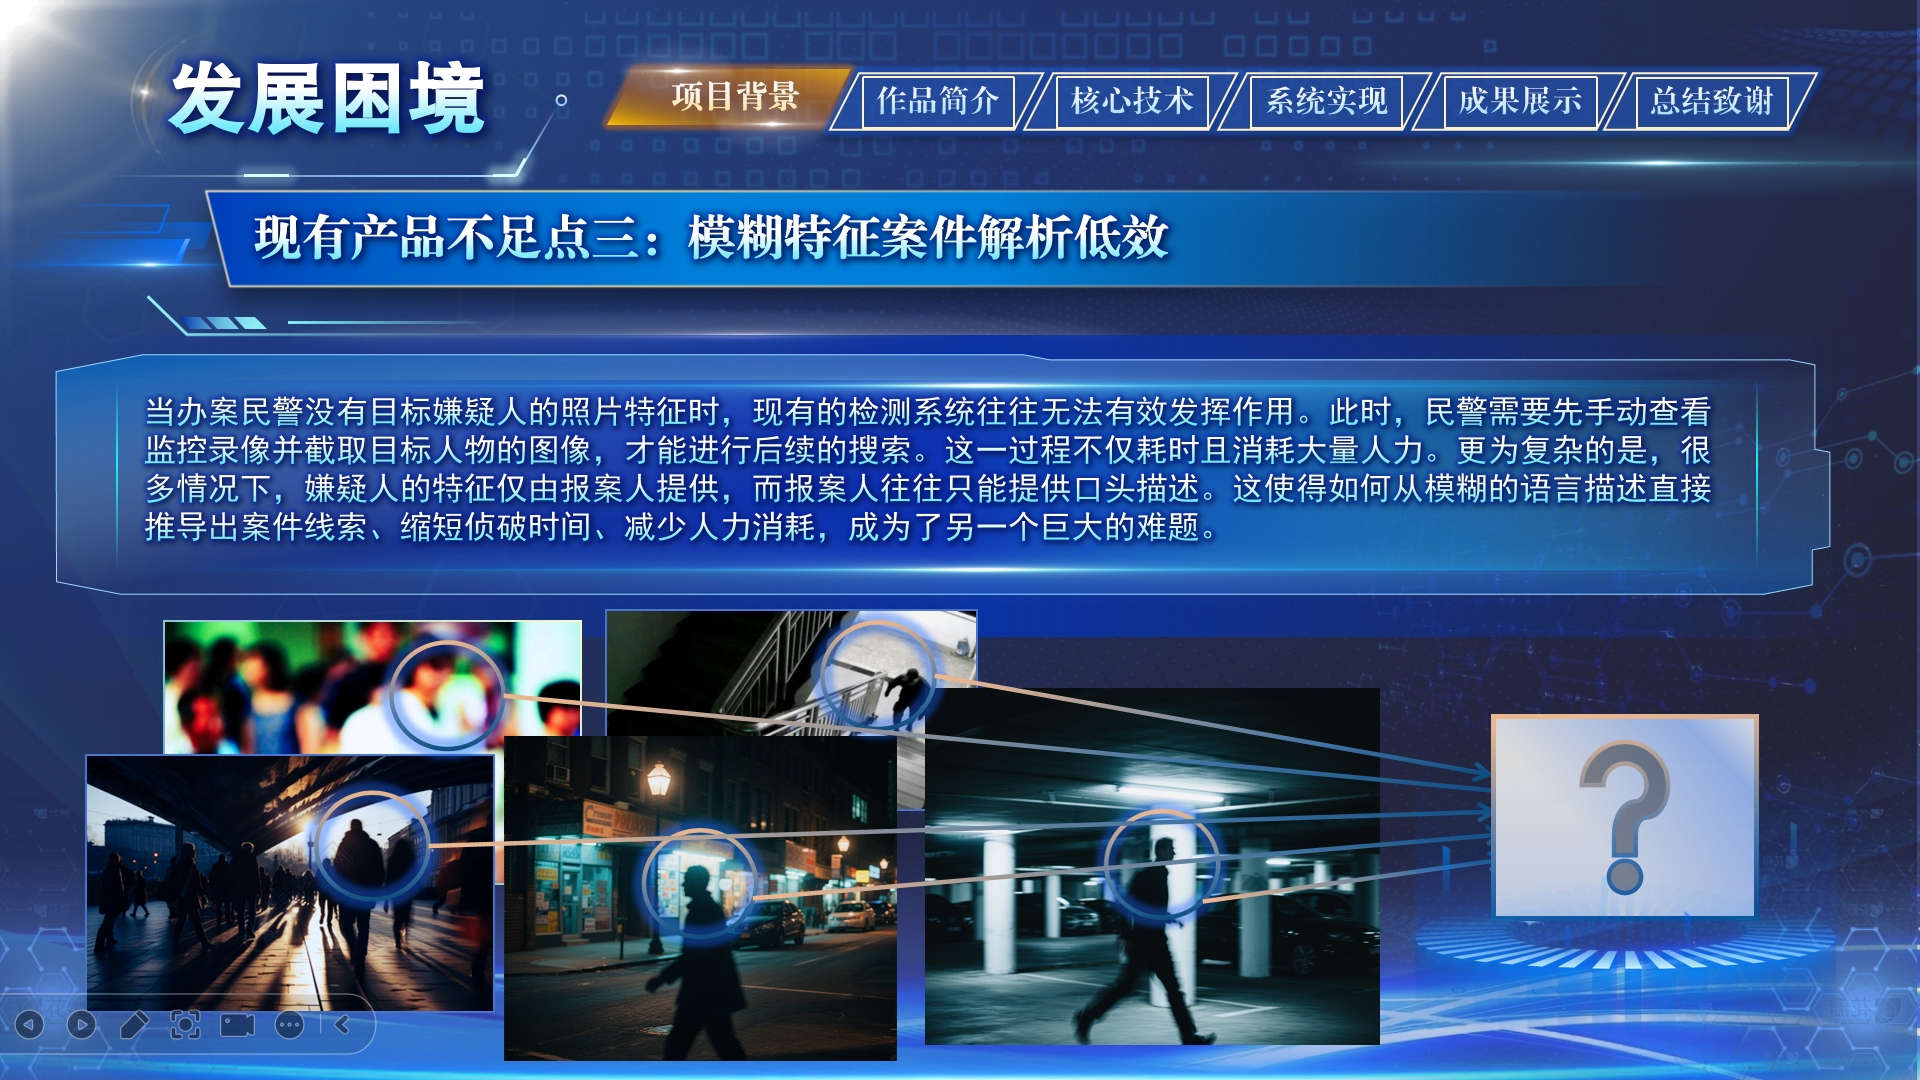 发展困境
项目背景
作品简介
核心技术
系统实现
成果展示
总结致谢
现有产品不足点三：模糊特征案件解析低效
当办案民警没有目标嫌疑人的照片特征时，现有的检测系统往往无法有效发挥作用。此时，民警需要先手动查看
监控录像并截取目标人物的图像，才能进行后续的搜索。这一过程不仅耗时且消耗大量人力。更为复杂的是，很
多情况下，嫌疑人的特征仅由报案人提供，而报案人往往只能提供口头描述。这使得如何从模糊的语言描述直接
推导出案件线索、缩短侦破时间、减少人力消耗，成为了另一个巨大的难题。
?